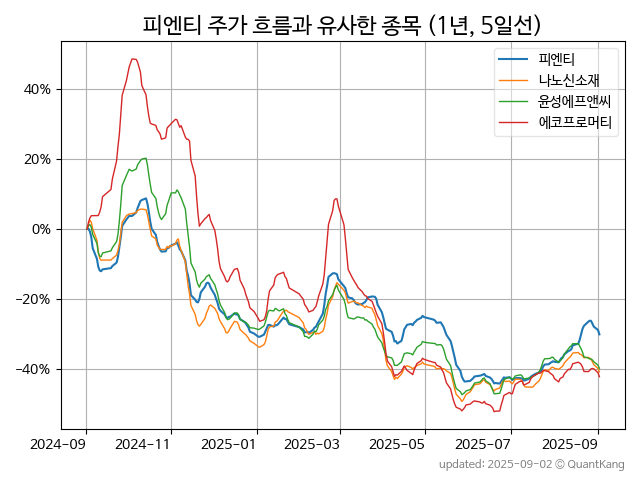 피엔티 주가 흐름과 유사한 종목 (1년, 5일선)
피엔티
나노신소재
윤성에프앤씨
에코프로머티
40%
20%
0%
−20%
−40%
2024-09 2024-11 2025-01 2025-03 2025-05 2025-07 2025-09
updated: 2025-09-02 © QuantKang